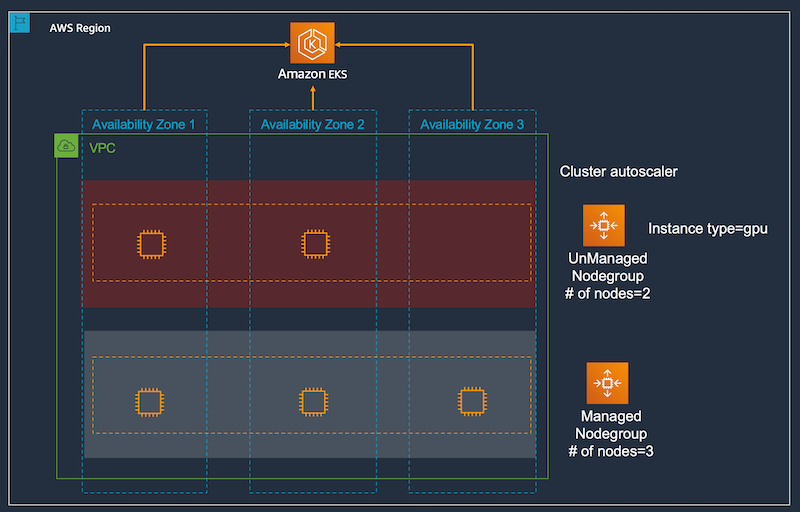 AWS Region
Amazon EKS
Availability Zone 1
Availability Zone 2
Availability Zone 3
VPC
Cluster autoscaler
Instance type=gpu
UnManaged
Nodegroup
# of nodes=2
Managed
Nodegroup
# of nodes=3